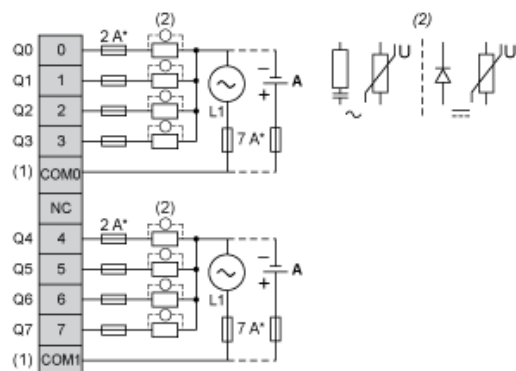 (2)
(2)
Q0 0 2 A*
U U
Q1 1
Q2 2
L1
− + A
Q3 3
7 A*
~
(1) COM0
NC
(2)
Q4 4 2 A*
Q5 5
Q6 6
L1
− + A
Q7 7
7 A*
(1) COM1